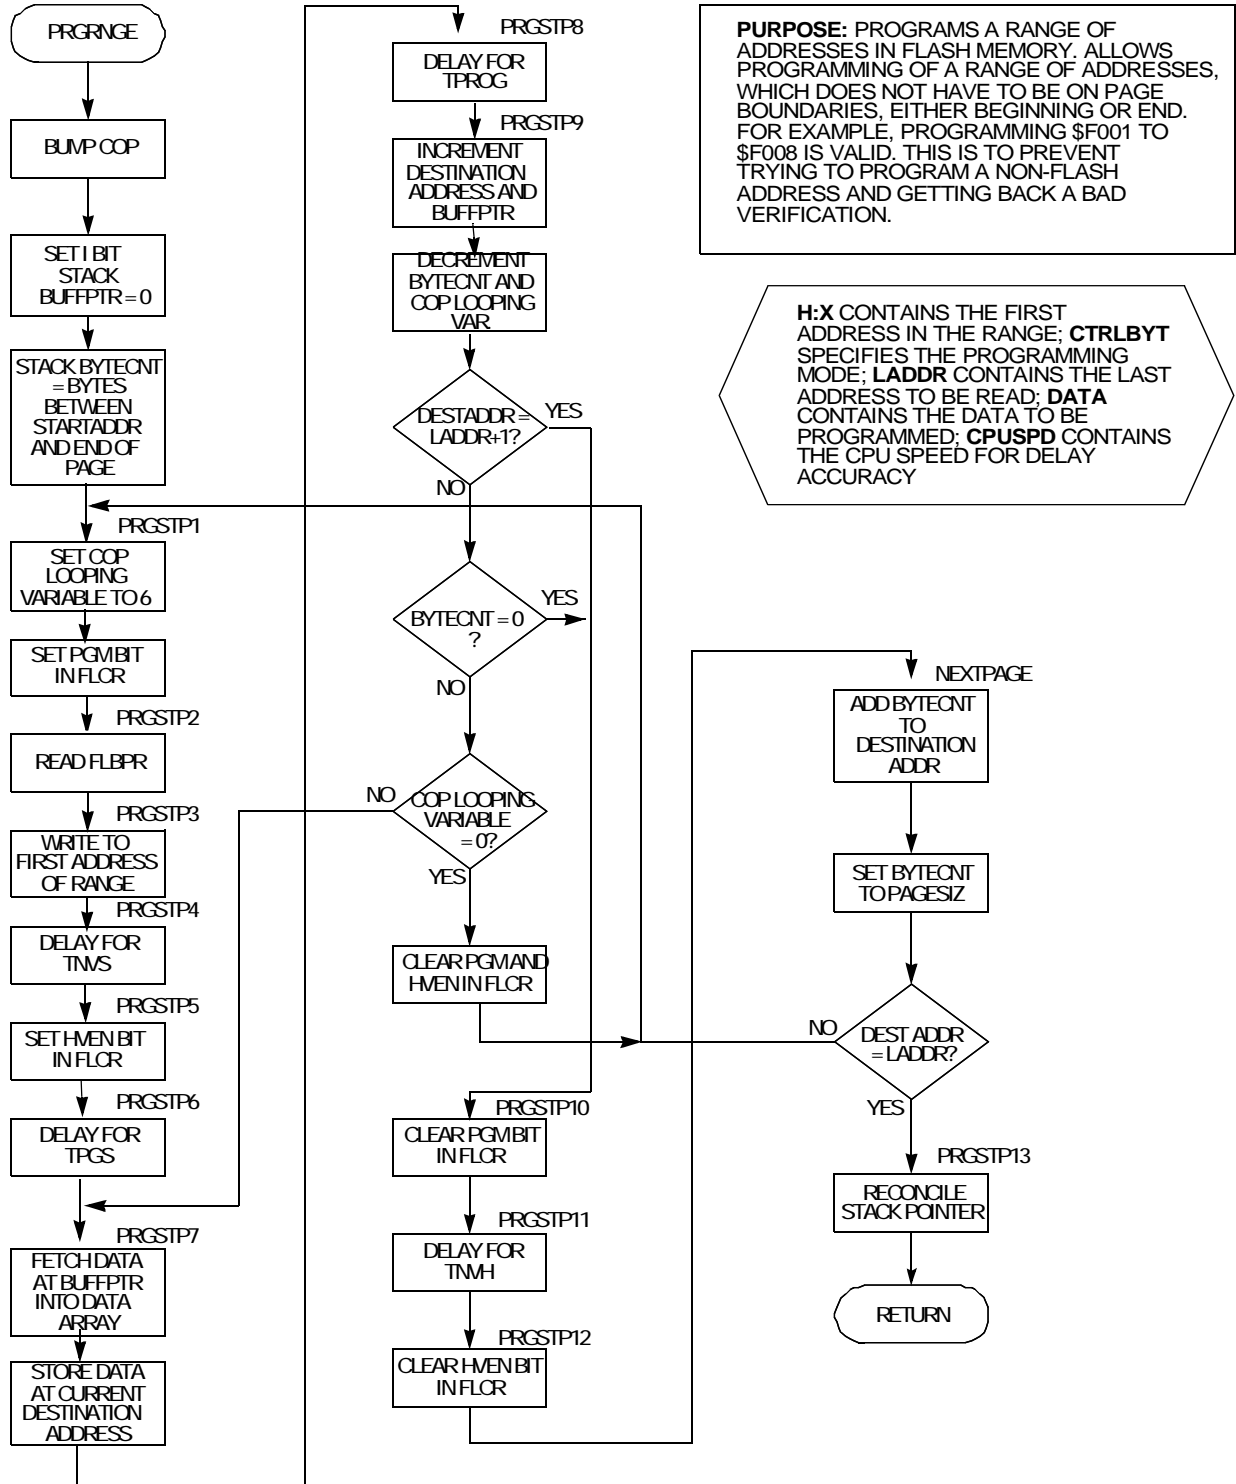 PRGRNGE
BUMP COP
SET I BIT
STACK
BUFFPTR = 0
STACK BYTECNT
= BYTES
BETWEEN
STARTADDR
AND END OF
PAGE
PRGSTP1
SET COP
LOOPING
VARIABLE TO 6
SET PGM BIT
IN FLCR
PRGSTP2
READ FLBPR
PRGSTP3
WRITE TO
FIRST ADDRESS
OF RANGE
PRGSTP4
DELAY FOR
TNVS
PRGSTP5
SET HVEN BIT
IN FLCR
PRGSTP6
DELAY FOR
TPGS
PRGSTP7
FETCH DATA
AT BUFFPTR
INTO DATA
ARRAY
STORE DATA
AT CURRENT
DESTINATION
ADDRESS
PRGSTP8
DELAY FOR
TPROG
PRGSTP9
INCREMENT
DESTINATION
ADDRESS AND
BUFFPTR
DECREMENT
BYTECNT AND
COP LOOPING
VAR.
DESTADDR =
LADDR+1?
YES
NO
BYTECNT = 0
?
YES
NO
COP LOOPING
VARIABLE
= 0?
NO
YES
CLEAR PGM AND
HVEN IN FLCR
PRGSTP10
CLEAR PGM BIT
IN FLCR
PRGSTP11
DELAY FOR
TNVH
PRGSTP12
CLEAR HVEN BIT
IN FLCR
PURPOSE: PROGRAMS A RANGE OF
ADDRESSES IN FLASH MEMORY. ALLOWS
PROGRAMMING OF A RANGE OF ADDRESSES,
WHICH DOES NOT HAVE TO BE ON PAGE
BOUNDARIES, EITHER BEGINNING OR END.
FOR EXAMPLE, PROGRAMMING $F001 TO
$F008 IS VALID. THIS IS TO PREVENT
TRYING TO PROGRAM A NON-FLASH
ADDRESS AND GETTING BACK A BAD
VERIFICATION.
H:X CONTAINS THE FIRST
ADDRESS IN THE RANGE; CTRLBYT
SPECIFIES THE PROGRAMMING
MODE; LADDR CONTAINS THE LAST
ADDRESS TO BE READ; DATA
CONTAINS THE DATA TO BE
PROGRAMMED; CPUSPD CONTAINS
THE CPU SPEED FOR DELAY
ACCURACY
NEXTPAGE
ADD BYTECNT
TO
DESTINATION
ADDR
SET BYTECNT
TO PAGESIZ
DEST ADDR
= LADDR?
NO
YES
PRGSTP13
RECONCILE
STACK POINTER
RETURN